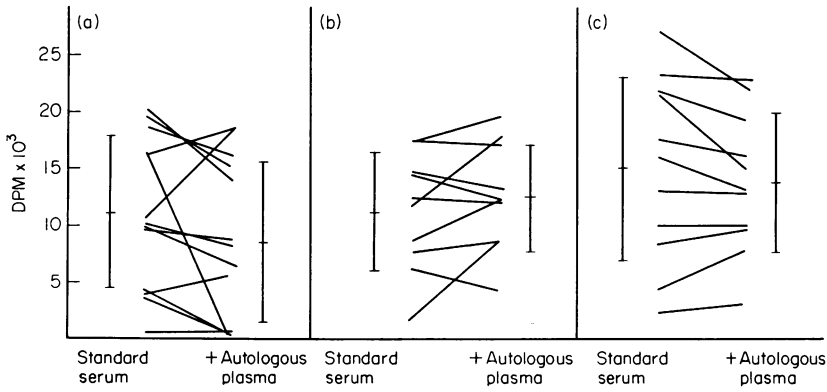 (a)
(b)
(c)
25
20
15
10
5
DPM x 10³
Standard
serum
+ Autologous
plasma
Standard
serum
+ Autologous
plasma
Standard
serum
+ Autologous
plasma